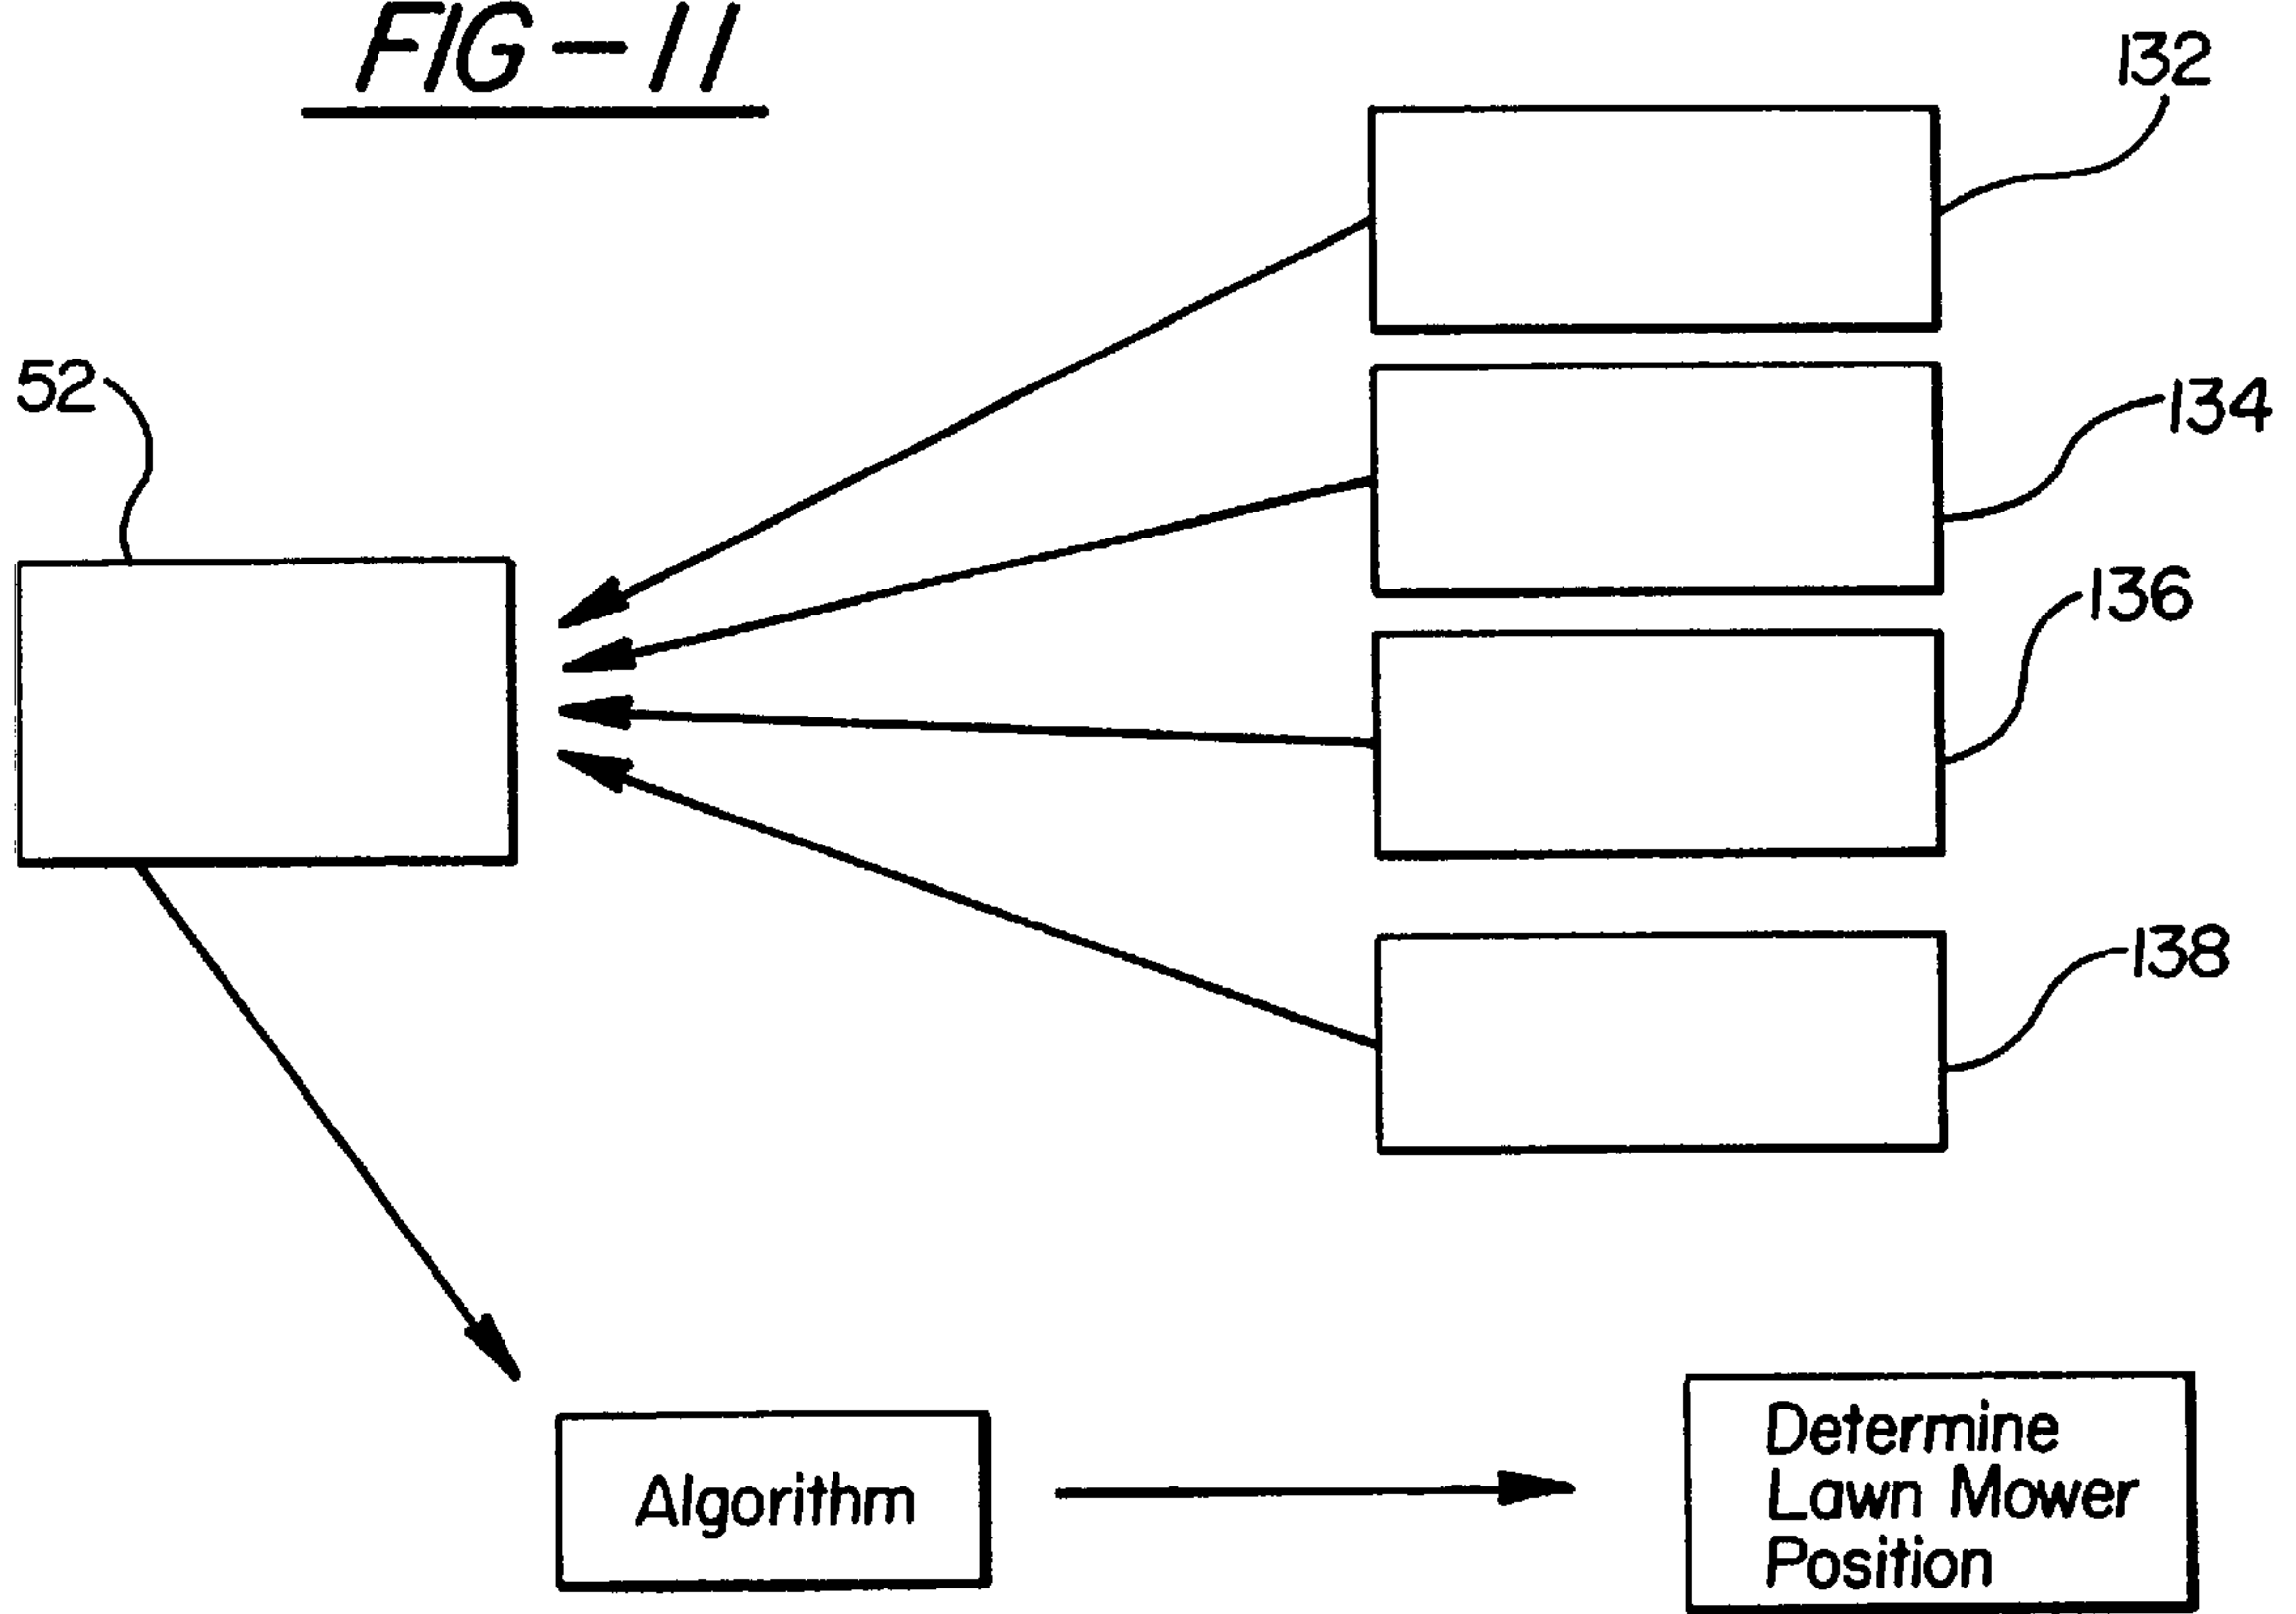 FIG-11
132
52
134
136
138
Algorithm
Determine
Lawn Mower
Position